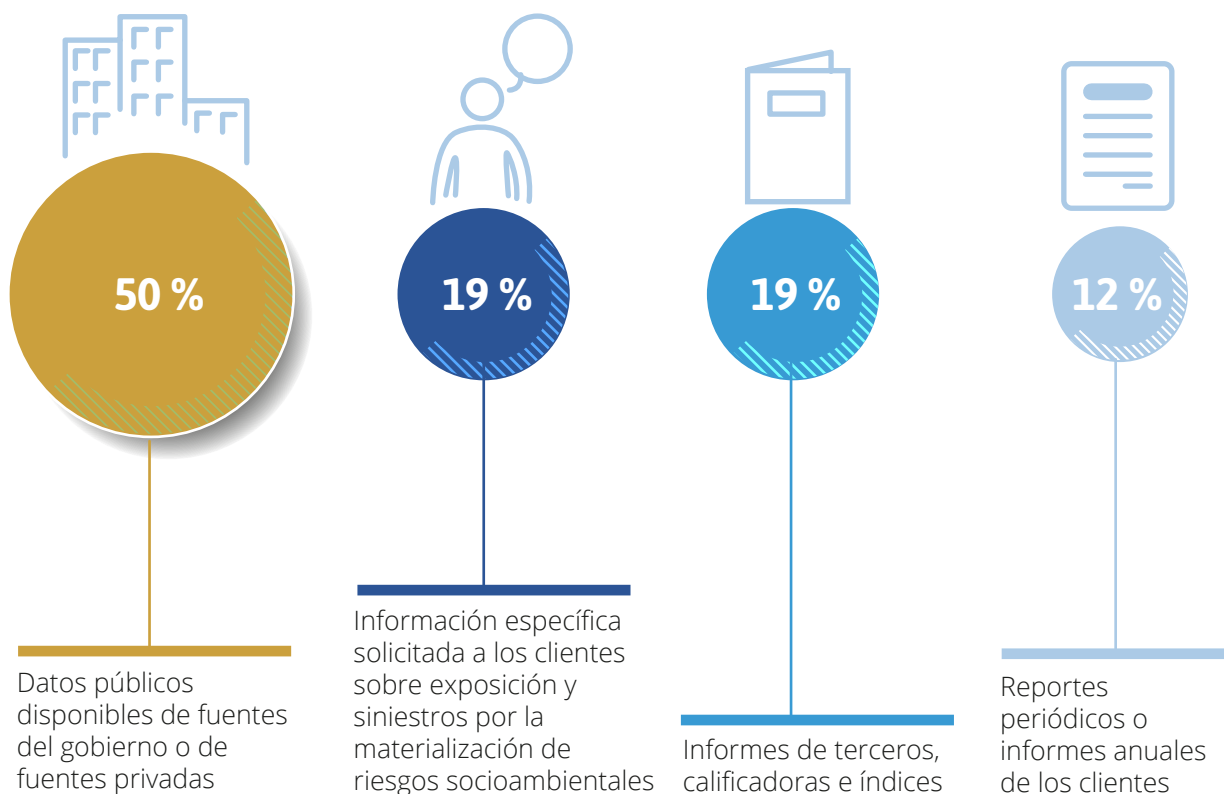 50 %
Datos públicos
disponibles de fuentes
del gobierno o de
fuentes privadas
19 %
Información específica
solicitada a los clientes
sobre exposición y
siniestros por la
materialización de
riesgos socioambientales
19 %
Informes de terceros,
calificadoras e índices
12 %
Reportes
periódicos o
informes anuales
de los clientes